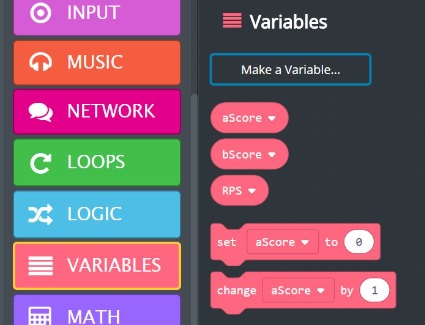 INPUT
MUSIC
NETWORK
LOOPS
LOGIC
VARIABLES
MATH
Variables
Make a Variable...
aScore
bScore
RPS
set aScore to 0
change aScore by 1